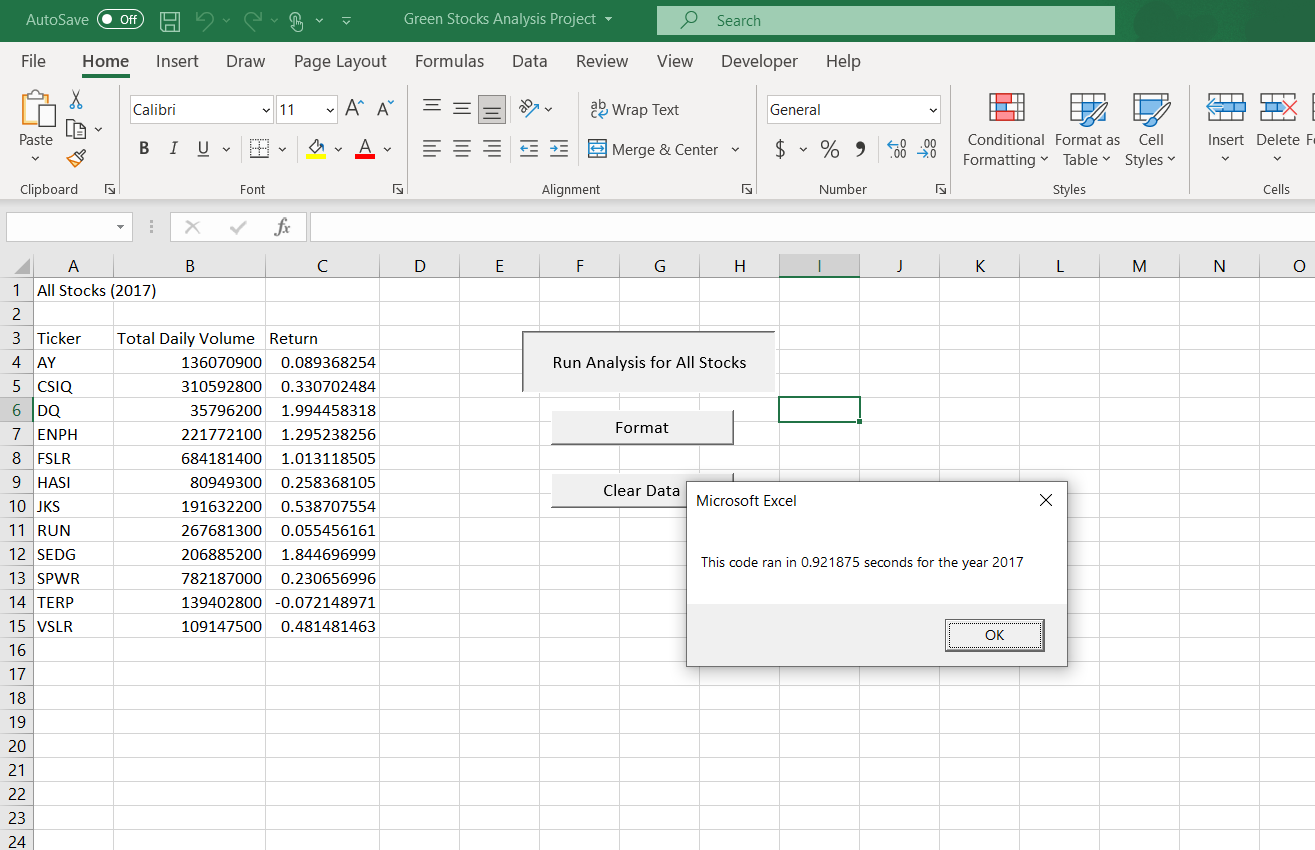 AutoSave Off Green Stocks Analysis Project Search
File Home Insert Draw Page Layout Formulas Data Review View Developer Help
Paste
Calibri 11
B I U A
ab Wrap Text
Merge & Center
General
$ % 9 .00 .00
Conditional Formatting
Format as Table
Cell Styles
Insert Delete
Clipboard Font Alignment Number Styles Cells
fx
A B C D E F G H I J K L M N O
1 All Stocks (2017)
2
3 Ticker Total Daily Volume Return
4 AY 136070900 0.089368254
5 CSIQ 310592800 0.330702484
6 DQ 35796200 1.994458318
7 ENPH 221772100 1.295238256
8 FSLR 684181400 1.013118505
9 HASI 80949300 0.258368105
10 JKS 191632200 0.538707554
11 RUN 267681300 0.055456161
12 SEDG 206885200 1.844696999
13 SPWR 782187000 0.230656996
14 TERP 139402800 -0.072148971
15 VSLR 109147500 0.481481463
16
17
18
19
20
21
22
23
24
Run Analysis for All Stocks
Format
Clear Data
Microsoft Excel
This code ran in 0.921875 seconds for the year 2017
OK